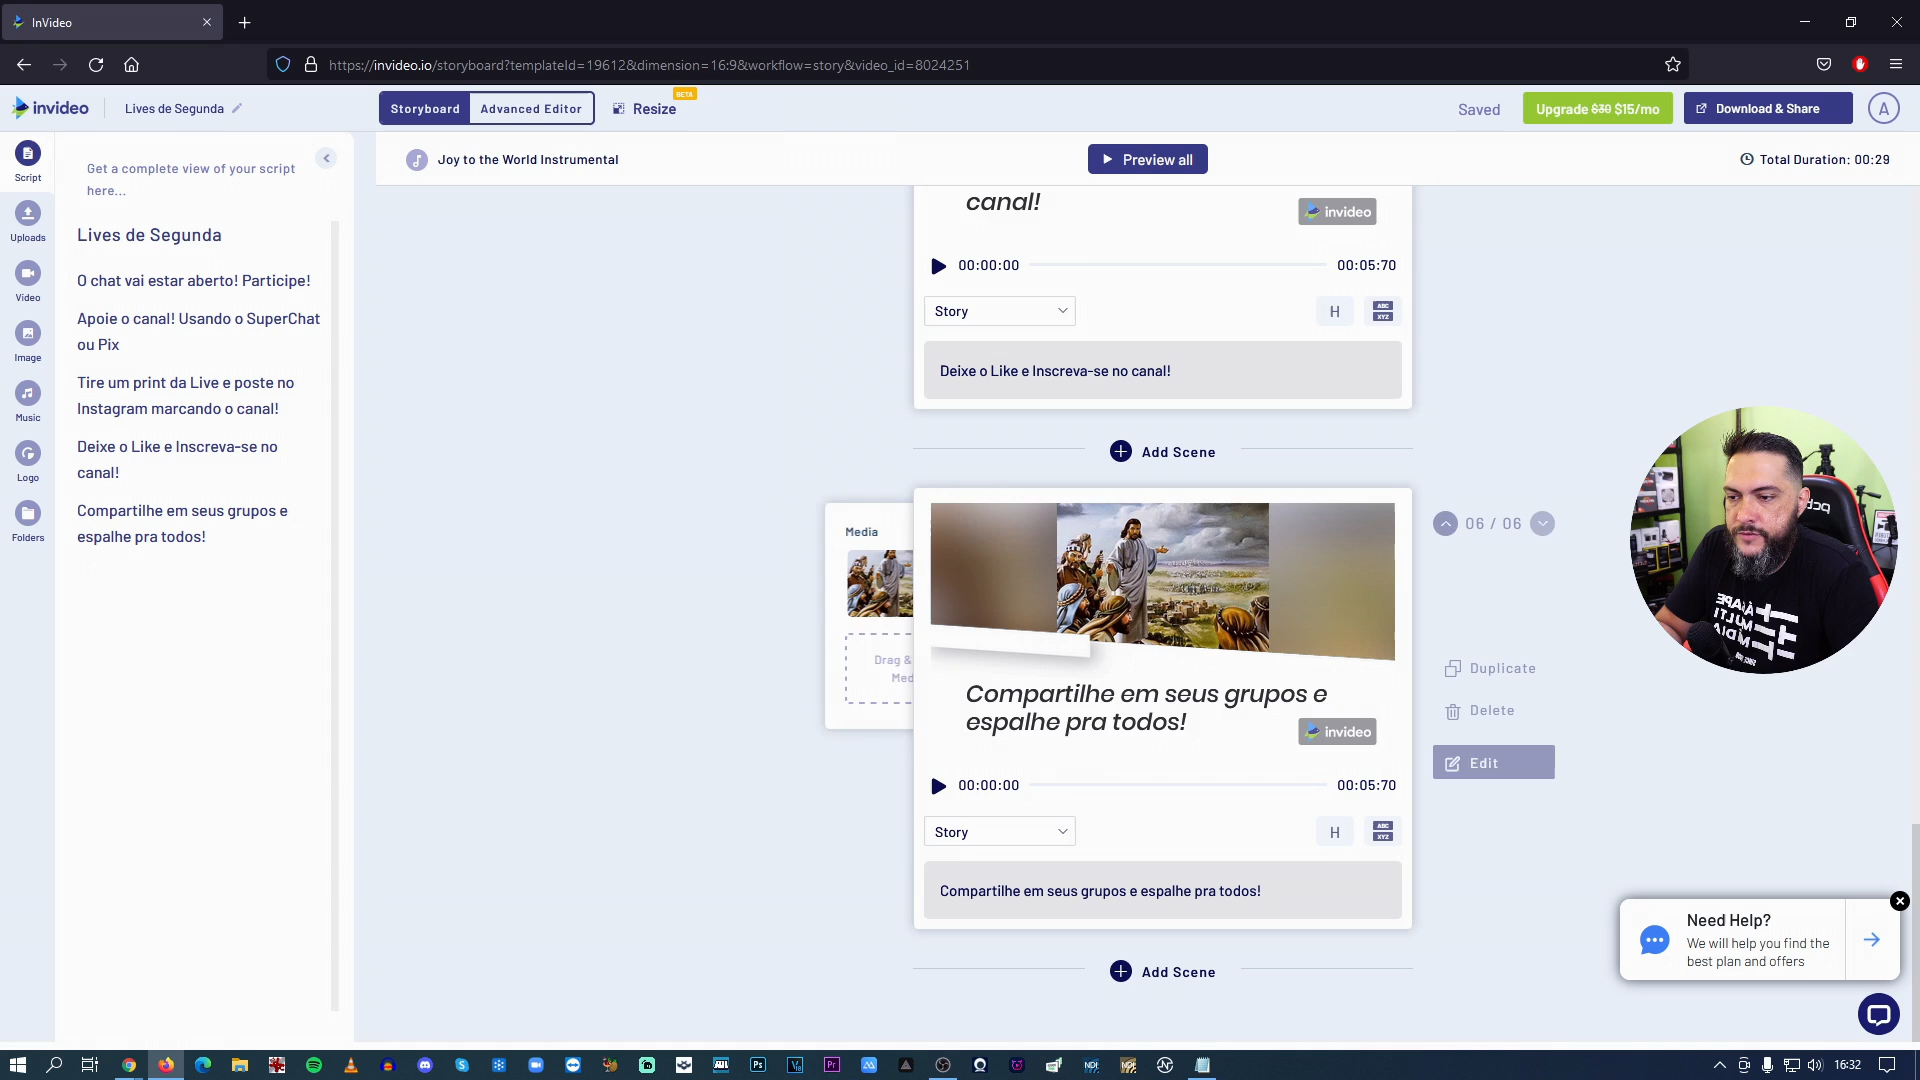 InVideo
https://invideo.io/storyboard?templateId=19612&dimension=16:9&workflow=story&video_id=8024251
invideo
Lives de Segunda
Storyboard
Advanced Editor
Resize
BETA
Saved
Upgrade $30 $15/mo
Download & Share
A
Script
Uploads
Video
Image
Music
Logo
Folders
Get a complete view of your script
here...
Lives de Segunda
O chat vai estar aberto! Participe!
Apoie o canal! Usando o SuperChat
ou Pix
Tire um print da Live e poste no
Instagram marcando o canal!
Deixe o Like e Inscreva-se no
canal!
Compartilhe em seus grupos e
espalhe pra todos!
Joy to the World Instrumental
Preview all
Total Duration: 00:29
canal!
invideo
00:00:00
00:05:70
Story
H
ABC
XYZ
Deixe o Like e Inscreva-se no canal!
Add Scene
Media
Drag &
Med
Compartilhe em seus grupos e
espalhe pra todos!
invideo
00:00:00
00:05:70
Story
H
ABC
XYZ
Compartilhe em seus grupos e espalhe pra todos!
Add Scene
06 / 06
Duplicate
Delete
Edit
Need Help?
We will help you find the
best plan and offers
16:32